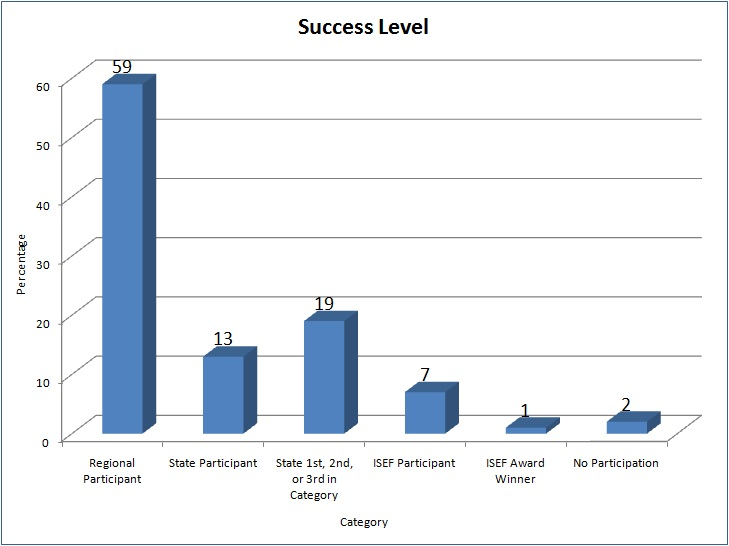 Success Level
59
60
50
40
30
20
10
0
Percentage
13
19
7
1
2
Regional
Participant
State Participant
State 1st, 2nd,
or 3rd in
Category
ISEF Participant
ISEF Award
Winner
No Participation
Category